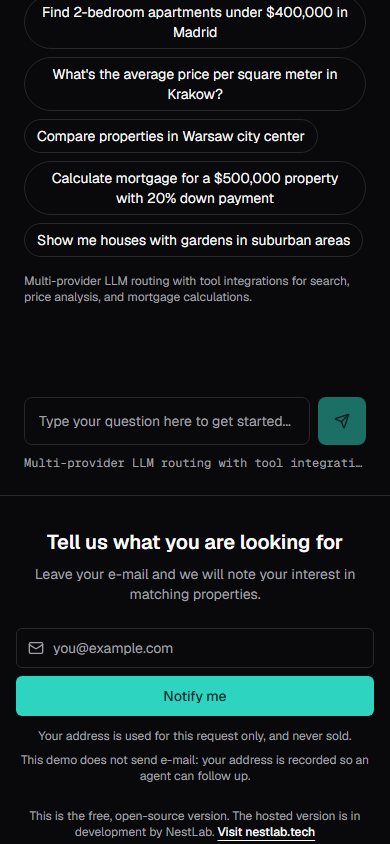 Find 2-bedroom apartments under $400,000 in
Madrid
What's the average price per square meter in
Krakow?
Compare properties in Warsaw city center
Calculate mortgage for a $500,000 property
with 20% down payment
Show me houses with gardens in suburban areas
Multi-provider LLM routing with tool integrations for search,
price analysis, and mortgage calculations.
Type your question here to get started...
Multi-provider LLM routing with tool integrati…
Tell us what you are looking for
Leave your e-mail and we will note your interest in
matching properties.
you@example.com
Notify me
Your address is used for this request only, and never sold.
This demo does not send e-mail: your address is recorded so an
agent can follow up.
This is the free, open-source version. The hosted version is in
development by NestLab. Visit nestlab.tech